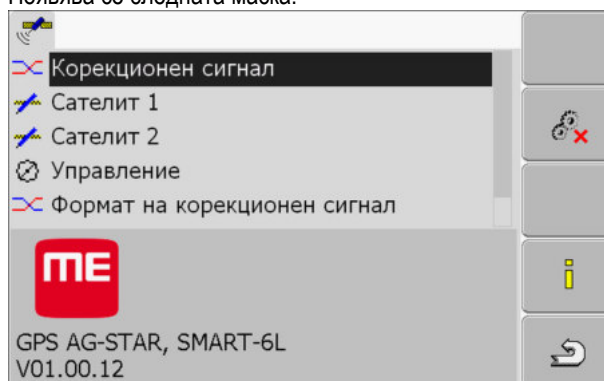 Появява се следната маска:
Корекционен сигнал
Сателит 1
Сателит 2
Управление
Формат на корекционен сигнал
ME
GPS AG-STAR, SMART-6L
V01.00.12
i